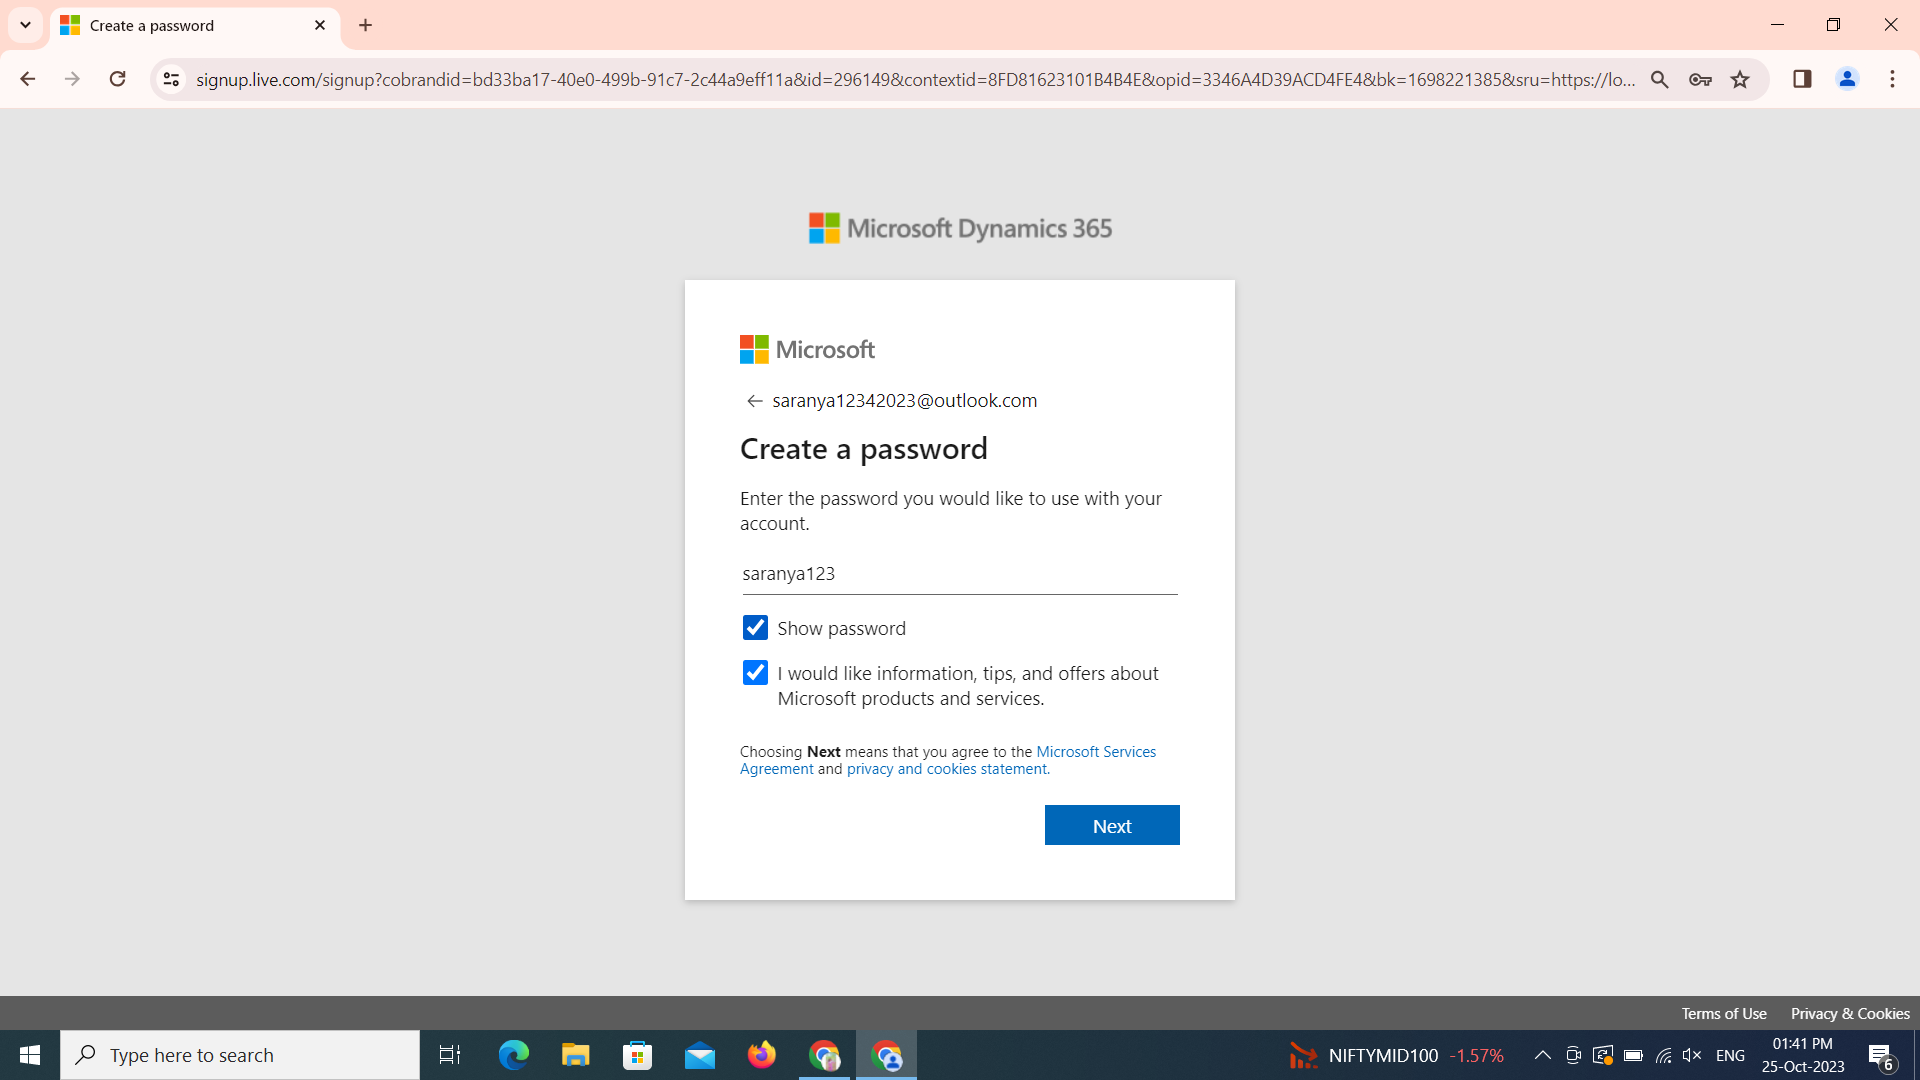 Create a password
signup.live.com/signup?cobrandid=bd33ba17-40e0-499b-91c7-2c44a9eff11a&id=296149&contextid=8FD81623101B4B4E&opid=3346A4D39ACD4FE4&bk=1698221385&sru=https://lo...
Microsoft Dynamics 365
Microsoft
saranya12342023@outlook.com
Create a password
Enter the password you would like to use with your
account.
saranya123
Show password
I would like information, tips, and offers about
Microsoft products and services.
Choosing Next means that you agree to the Microsoft Services
Agreement and privacy and cookies statement.
Next
Terms of Use Privacy & Cookies
Type here to search
NIFTYMID100 -1.57%
ENG
01:41 PM
25-Oct-2023
6